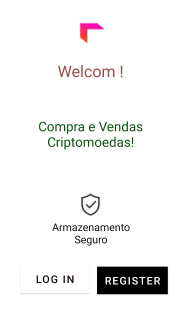 Welcom !
Compra e Vendas
Criptomoedas!
Armazenamento
Seguro
LOG IN
REGISTER